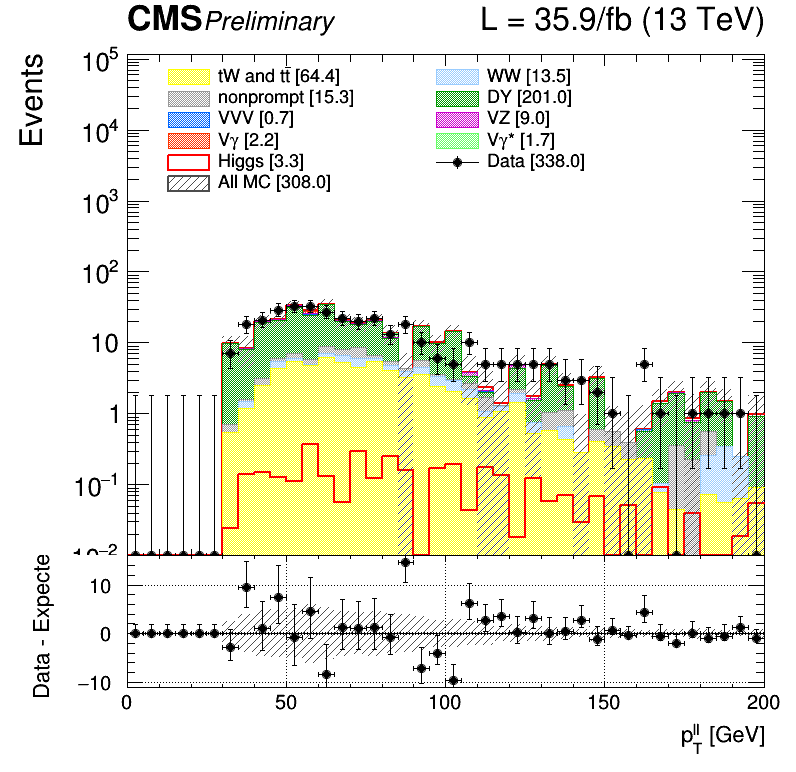 CMS Preliminary L = 35.9/fb (13 TeV)
Events
10⁵
10⁴
10³
10²
10
1
10⁻¹
10⁻²
tW and tt̄ [64.4]
WW [13.5]
nonprompt [15.3]
DY [201.0]
VVV [0.7]
VZ [9.0]
Vγ [2.2]
Vγ* [1.7]
Higgs [3.3]
Data [338.0]
All MC [308.0]
Data - Expecte
10
0
−10
0 50 100 150 200
p_T^ll [GeV]